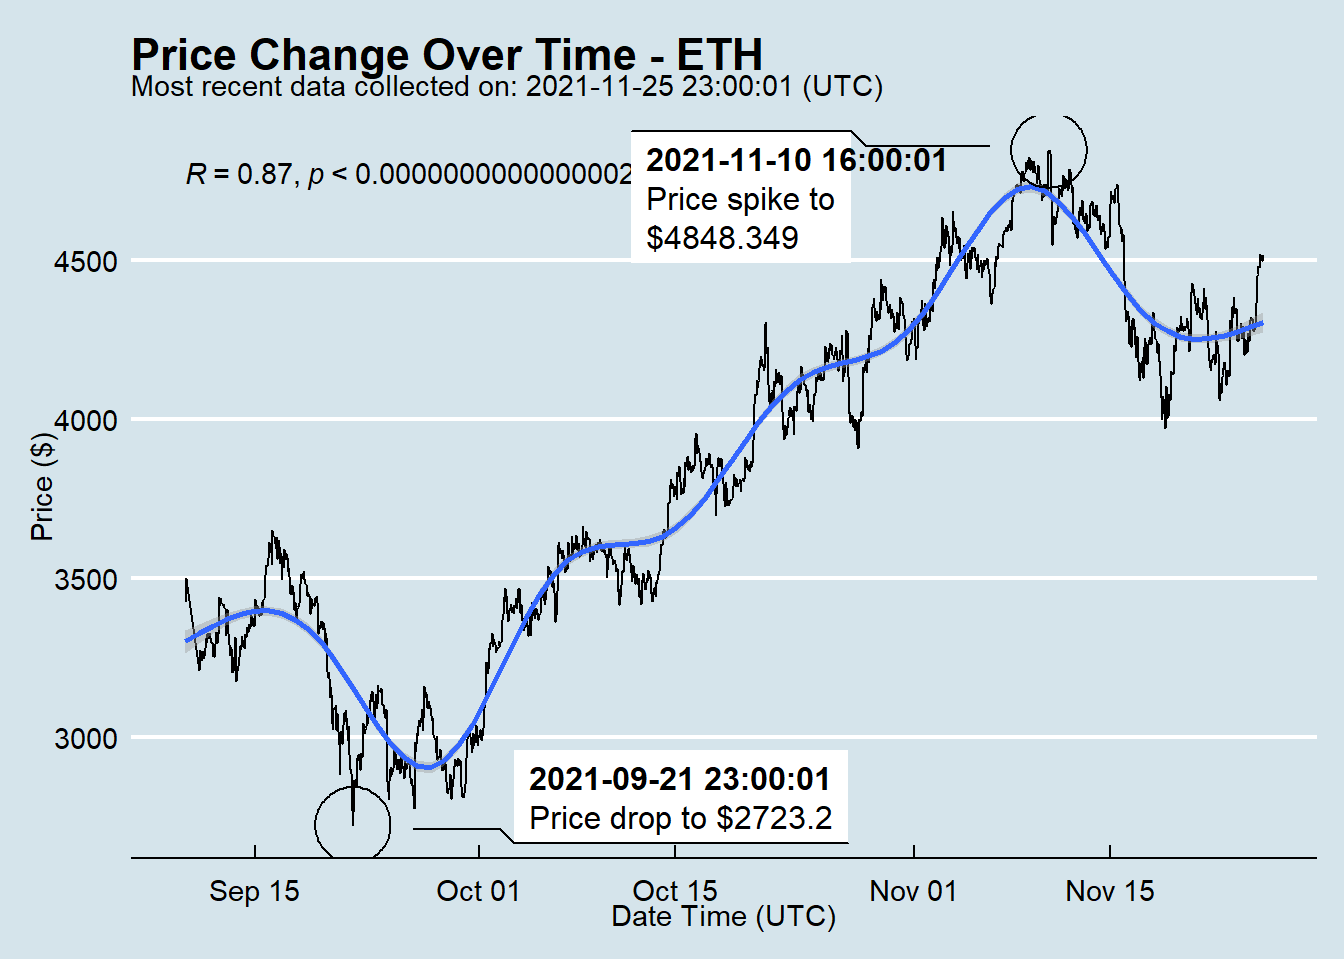 Price Change Over Time - ETH
Most recent data collected on: 2021-11-25 23:00:01 (UTC)
R = 0.87, p < 0.0000000000000002
2021-11-10 16:00:01
Price spike to
$4848.349
4500
4000
3500
3000
Price ($)
2021-09-21 23:00:01
Price drop to $2723.2
Sep 15
Oct 01
Oct 15
Nov 01
Nov 15
Date Time (UTC)